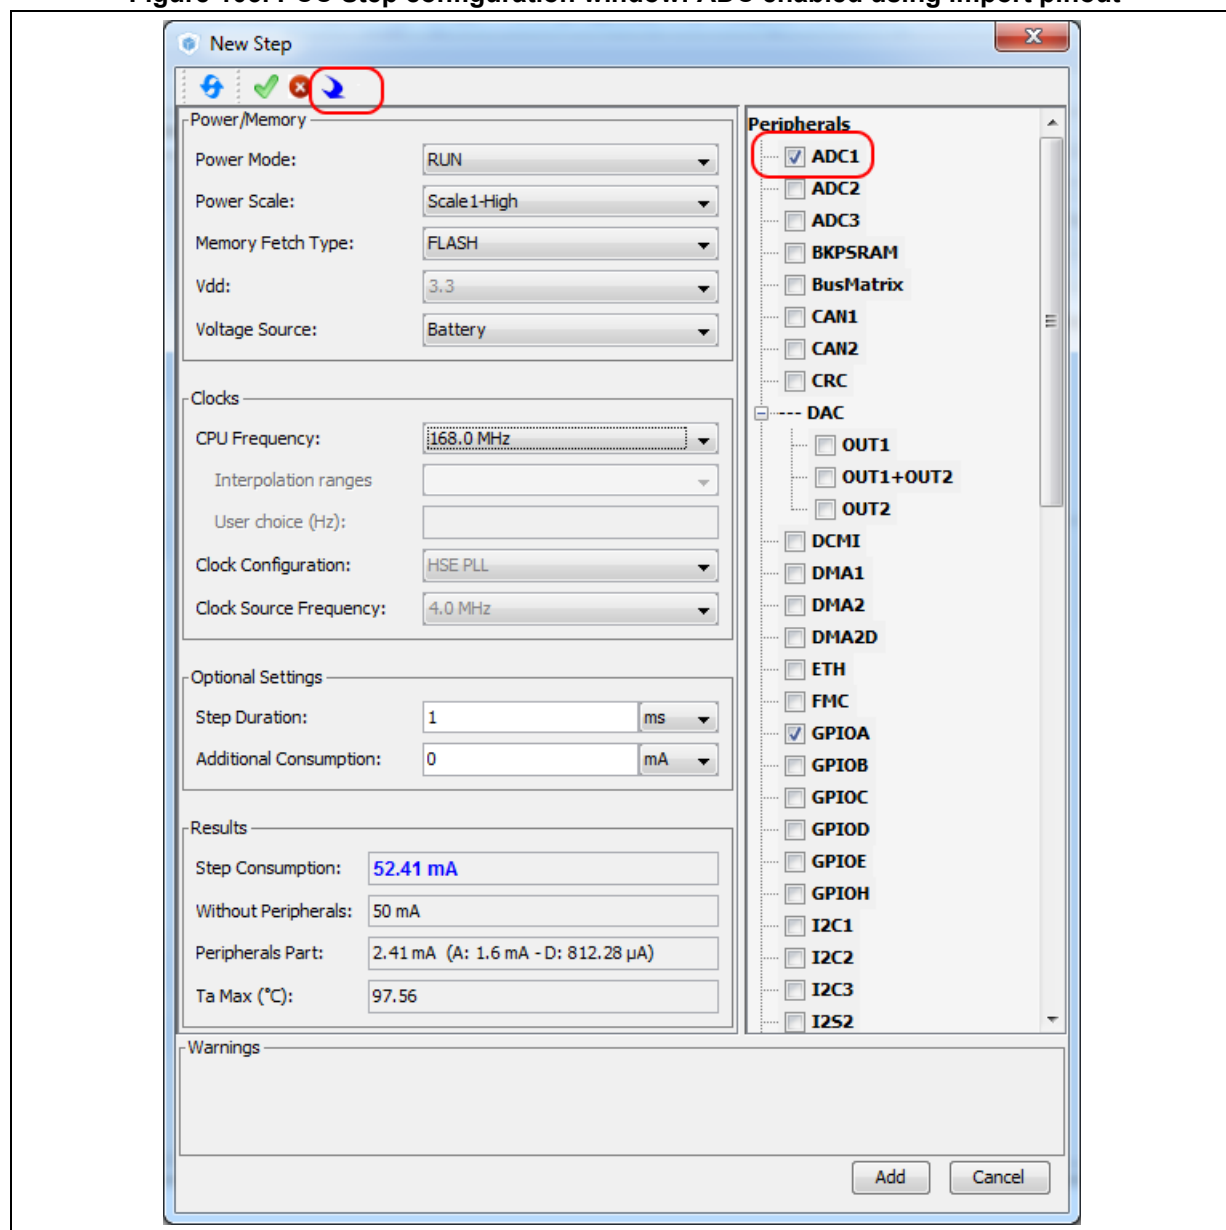 New Step
Power/Memory
Power Mode: RUN
Power Scale: Scale1-High
Memory Fetch Type: FLASH
Vdd: 3.3
Voltage Source: Battery
Clocks
CPU Frequency: 168.0 MHz
Interpolation ranges
User choice (Hz):
Clock Configuration: HSE PLL
Clock Source Frequency: 4.0 MHz
Optional Settings
Step Duration: 1 ms
Additional Consumption: 0 mA
Results
Step Consumption: 52.41 mA
Without Peripherals: 50 mA
Peripherals Part: 2.41 mA (A: 1.6 mA - D: 812.28 µA)
Ta Max (°C): 97.56
Peripherals
ADC1
ADC2
ADC3
BKPSRAM
BusMatrix
CAN1
CAN2
CRC
--- DAC
OUT1
OUT1+OUT2
OUT2
DCMI
DMA1
DMA2
DMA2D
ETH
FMC
GPIOA
GPIOB
GPIOC
GPIOD
GPIOE
GPIOH
I2C1
I2C2
I2C3
I2S2
Warnings
Add Cancel